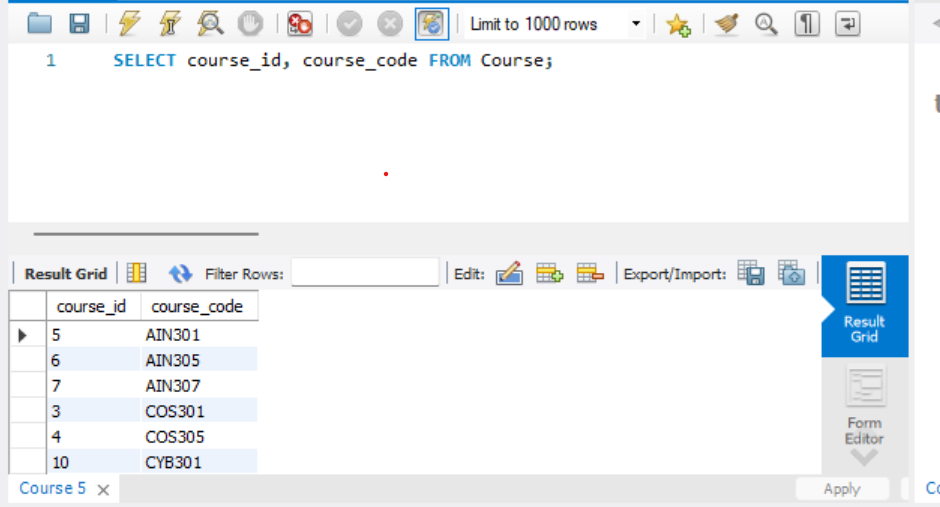 Limit to 1000 rows
1 SELECT course_id, course_code FROM Course;
Result Grid Filter Rows: Edit: Export/Import:
course_id course_code
5 AIN301
6 AIN305
7 AIN307
3 COS301
4 COS305
10 CYB301
Result
Grid
Form
Editor
Course 5
Apply